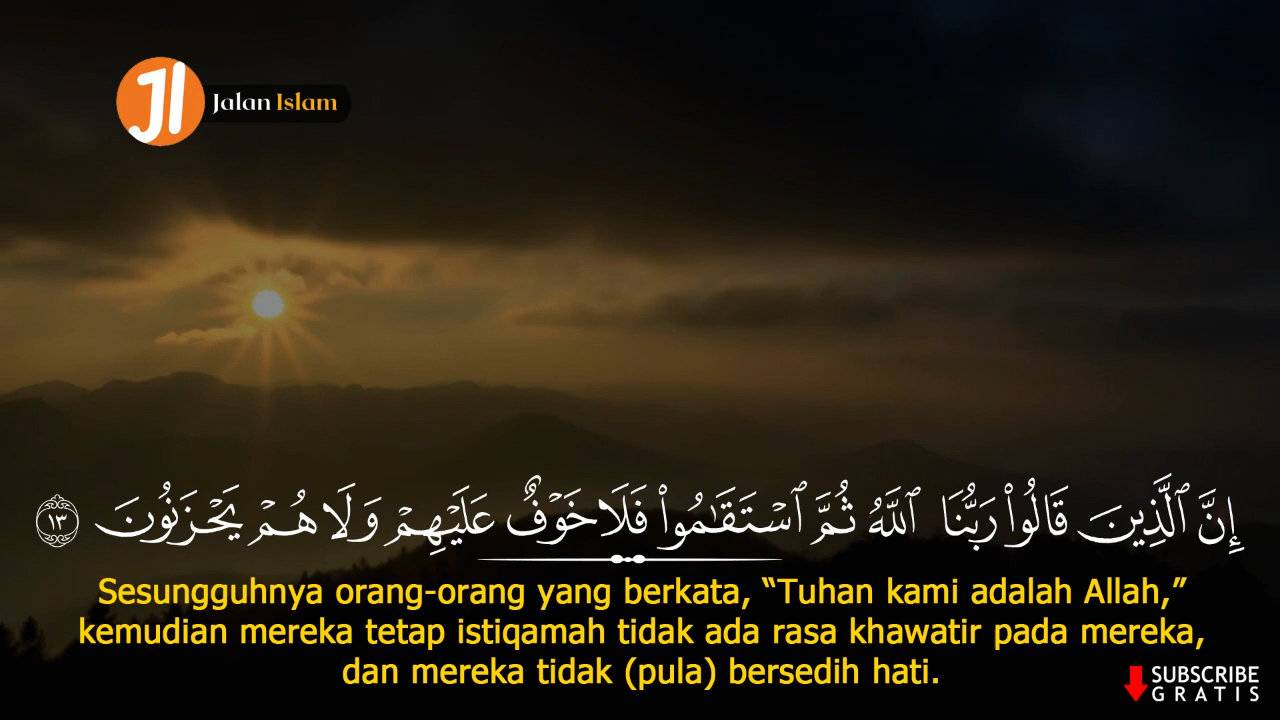 JI
Jalan Islam
إِنَّ ٱلَّذِينَ قَالُوا۟ رَبُّنَا ٱللَّهُ ثُمَّ ٱسْتَقَـٰمُوا۟ فَلَا خَوْفٌ عَلَيْهِمْ وَلَا هُمْ يَحْزَنُونَ ١٣
Sesungguhnya orang-orang yang berkata, “Tuhan kami adalah Allah,”
kemudian mereka tetap istiqamah tidak ada rasa khawatir pada mereka,
dan mereka tidak (pula) bersedih hati.
SUBSCRIBE
GRATIS